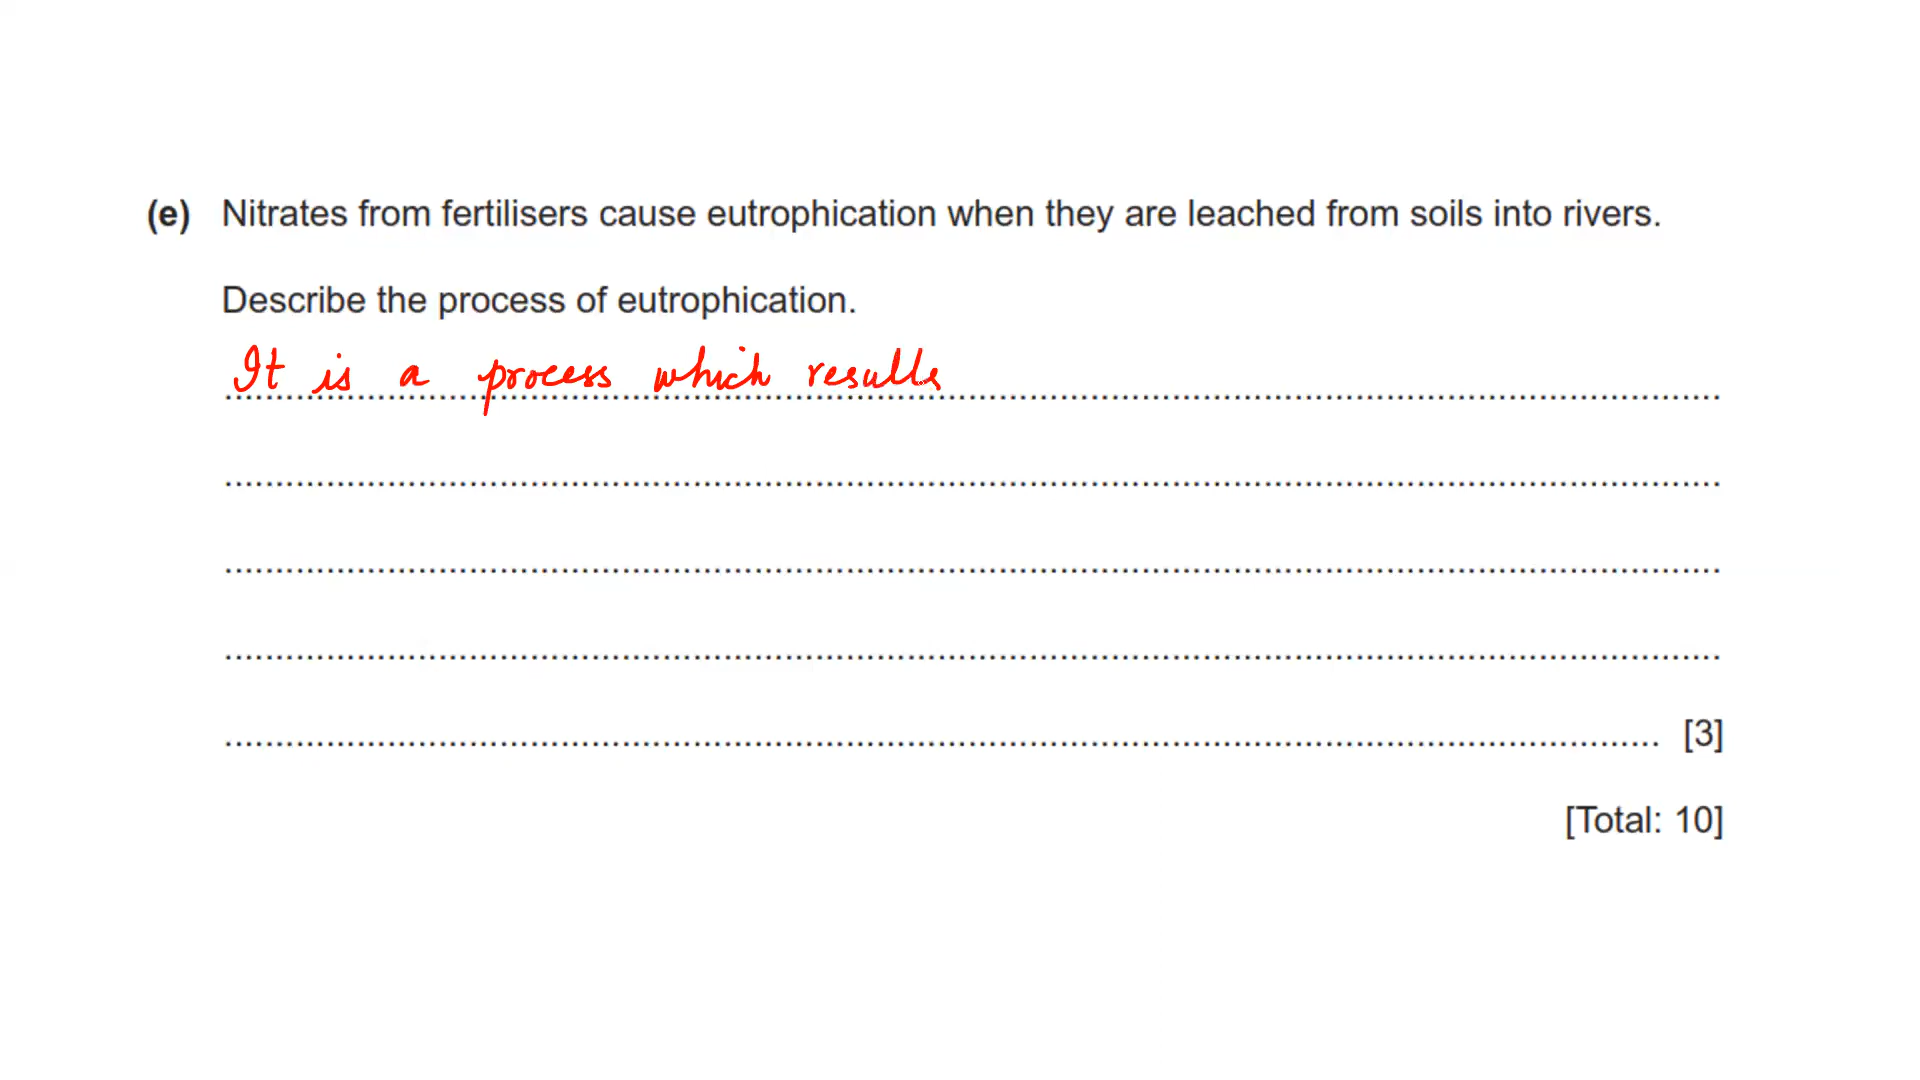 (e) Nitrates from fertilisers cause eutrophication when they are leached from soils into rivers.
Describe the process of eutrophication.
It is a process which results
[3]
[Total: 10]